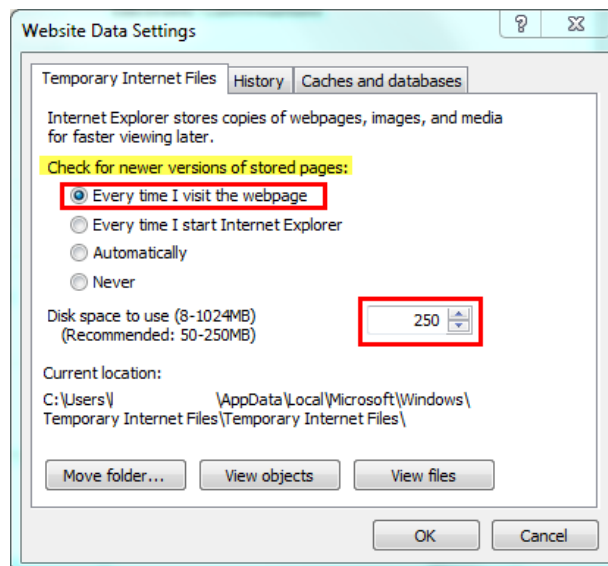 Website Data Settings
Temporary Internet Files
History
Caches and databases
Internet Explorer stores copies of webpages, images, and media
for faster viewing later.
Check for newer versions of stored pages:
Every time I visit the webpage
Every time I start Internet Explorer
Automatically
Never
Disk space to use (8-1024MB)
(Recommended: 50-250MB)
250
Current location:
C:\Users\ \AppData\Local\Microsoft\Windows\
Temporary Internet Files\Temporary Internet Files\
Move folder...
View objects
View files
OK
Cancel